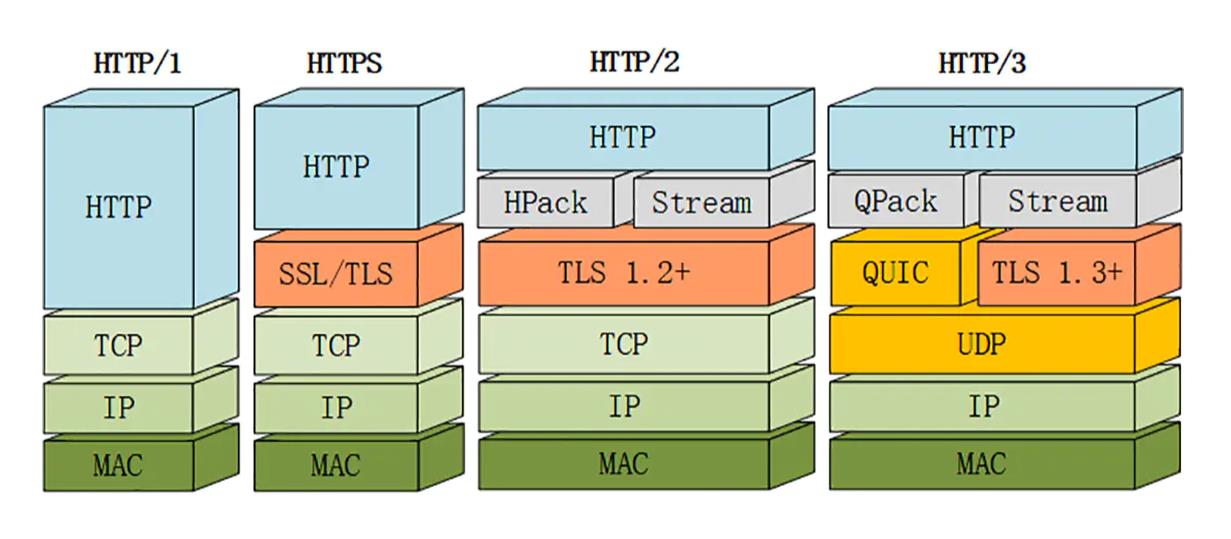 HTTP/1
HTTPS
HTTP/2
HTTP/3
HTTP
HTTP
HTTP
HTTP
HPack
Stream
QPack
Stream
SSL/TLS
TLS 1.2+
QUIC
TLS 1.3+
TCP
TCP
TCP
UDP
IP
IP
IP
IP
MAC
MAC
MAC
MAC